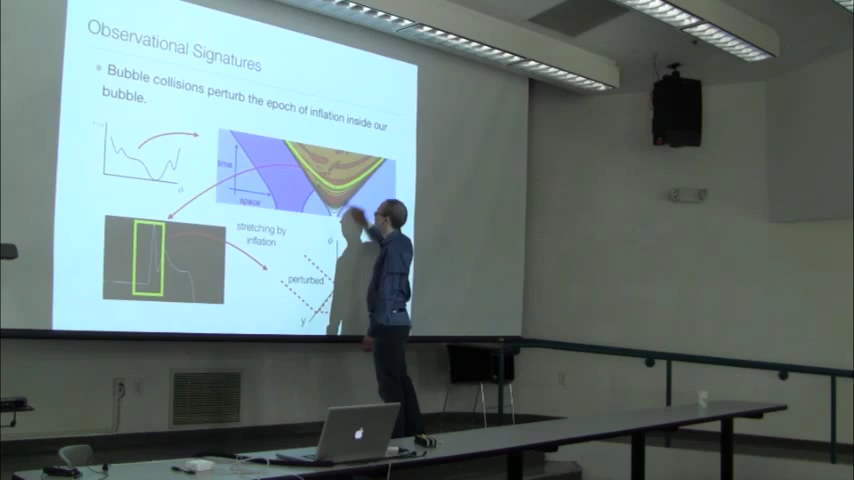 Observational Signatures
Bubble collisions perturb the epoch of inflation inside our
bubble.
time
space
stretching by
inflation
perturbed
y